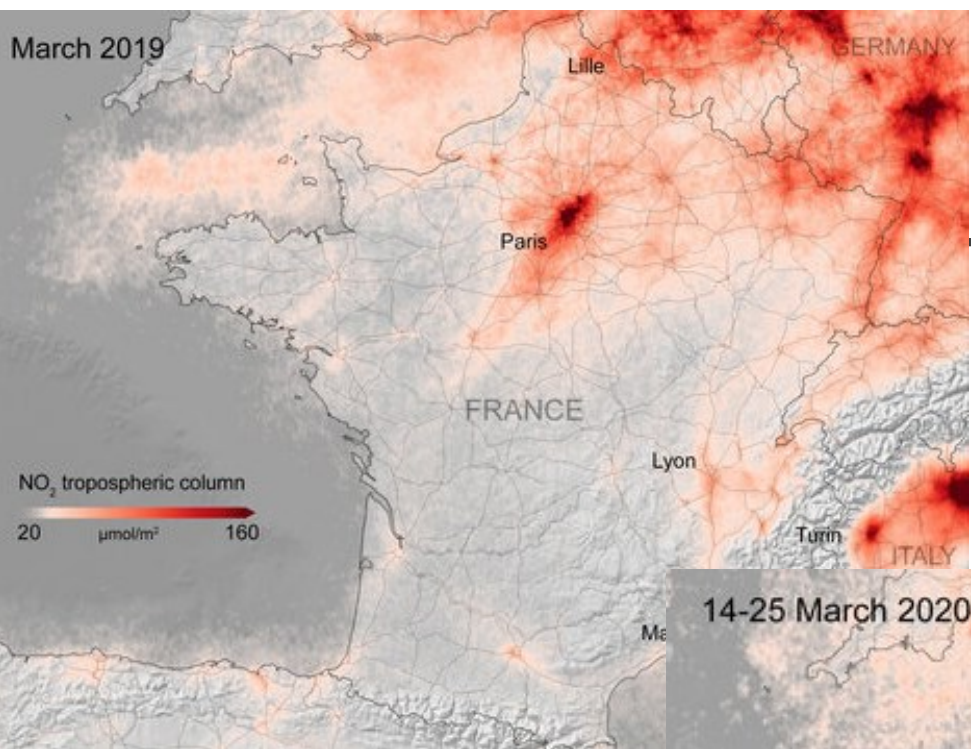 March 2019
GERMANY
Lille
Paris
FRANCE
Lyon
NO₂ tropospheric column
20 µmol/m² 160
Turin
ITALY
14-25 March 2020
Ma